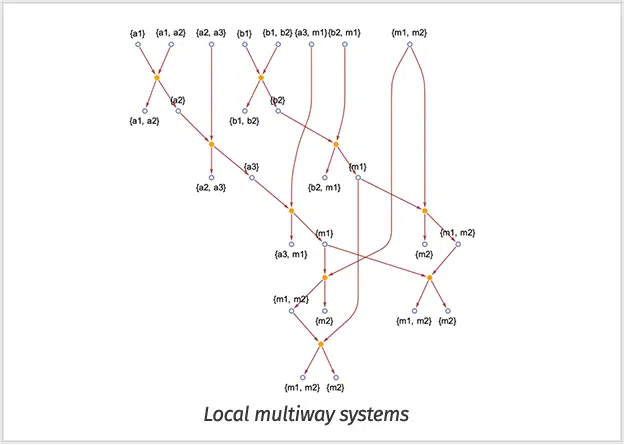 {a1} {a1, a2} {a2, a3} {b1} {b1, b2} {a3, m1} {b2, m1} {m1, m2}
{a2} {b2}
{a1, a2} {b1, b2}
{a3} {m1}
{a2, a3} {b2, m1}
{m1} {m1, m2}
{a3, m1} {m2}
{m1, m2}
{m2} {m1, m2} {m2}
{m1, m2} {m2}
Local multiway systems